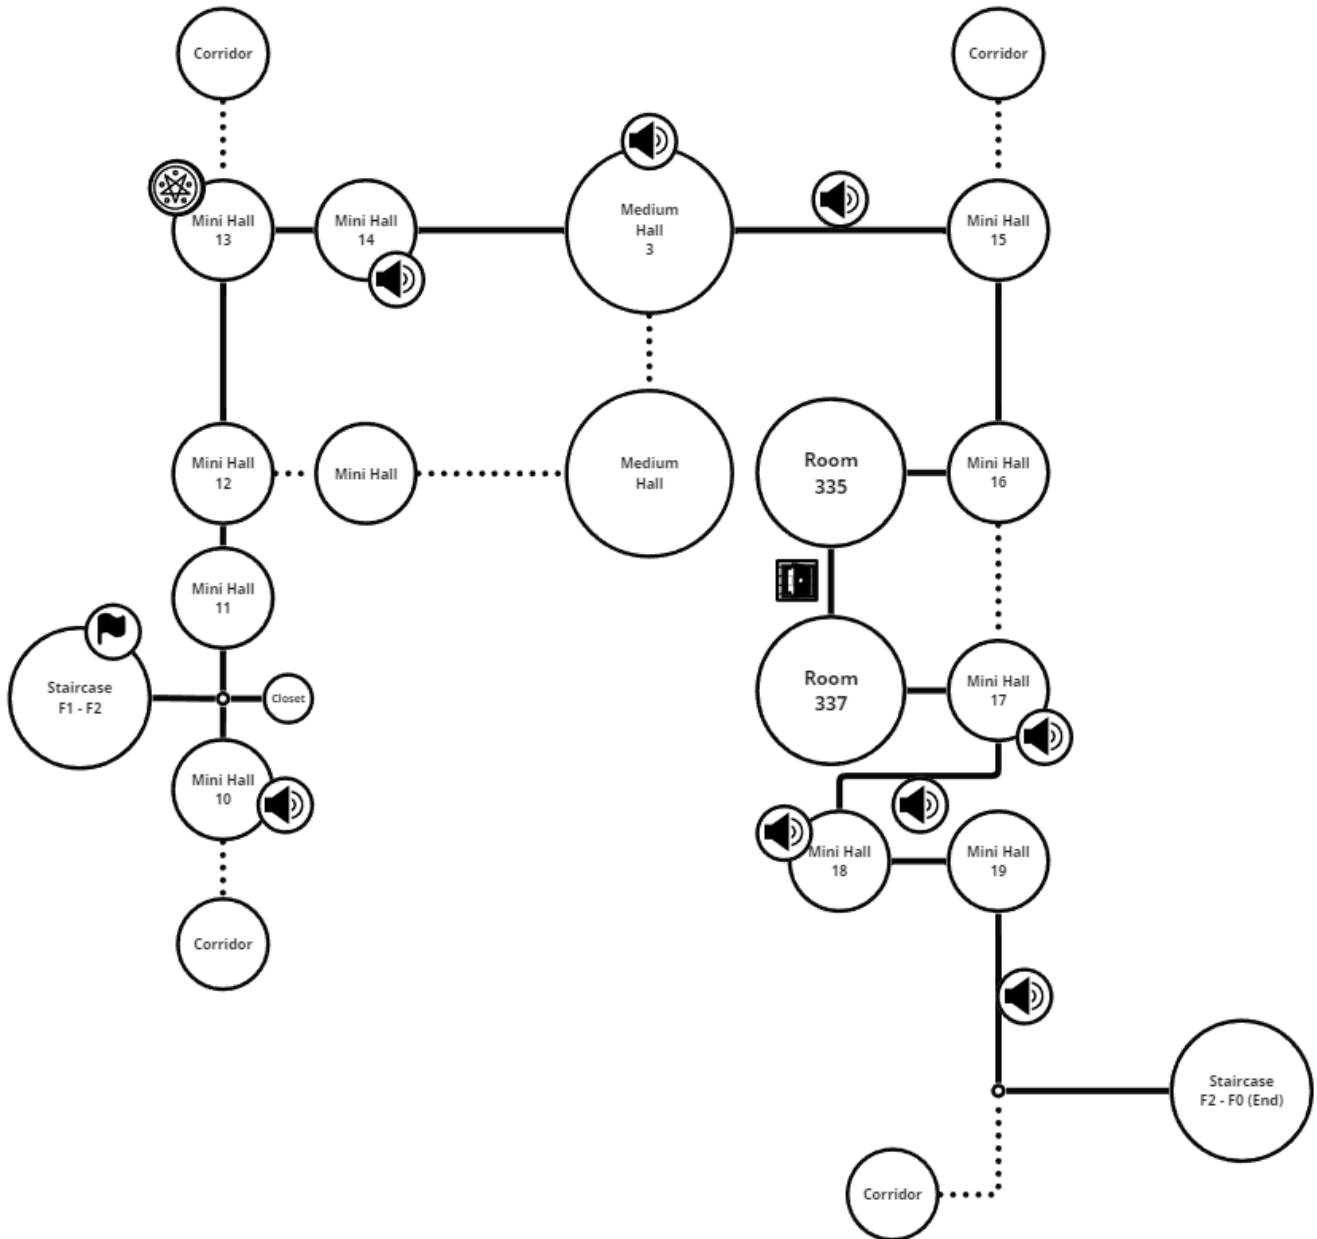 Corridor
Corridor
Mini Hall
13
Mini Hall
14
Medium
Hall
3
Mini Hall
15
Mini Hall
12
Mini Hall
Medium
Hall
Room
335
Mini Hall
16
Mini Hall
11
Staircase
F1 - F2
Closet
Room
337
Mini Hall
17
Mini Hall
10
Mini Hall
18
Mini Hall
19
Corridor
Staircase
F2 - F0 (End)
Corridor